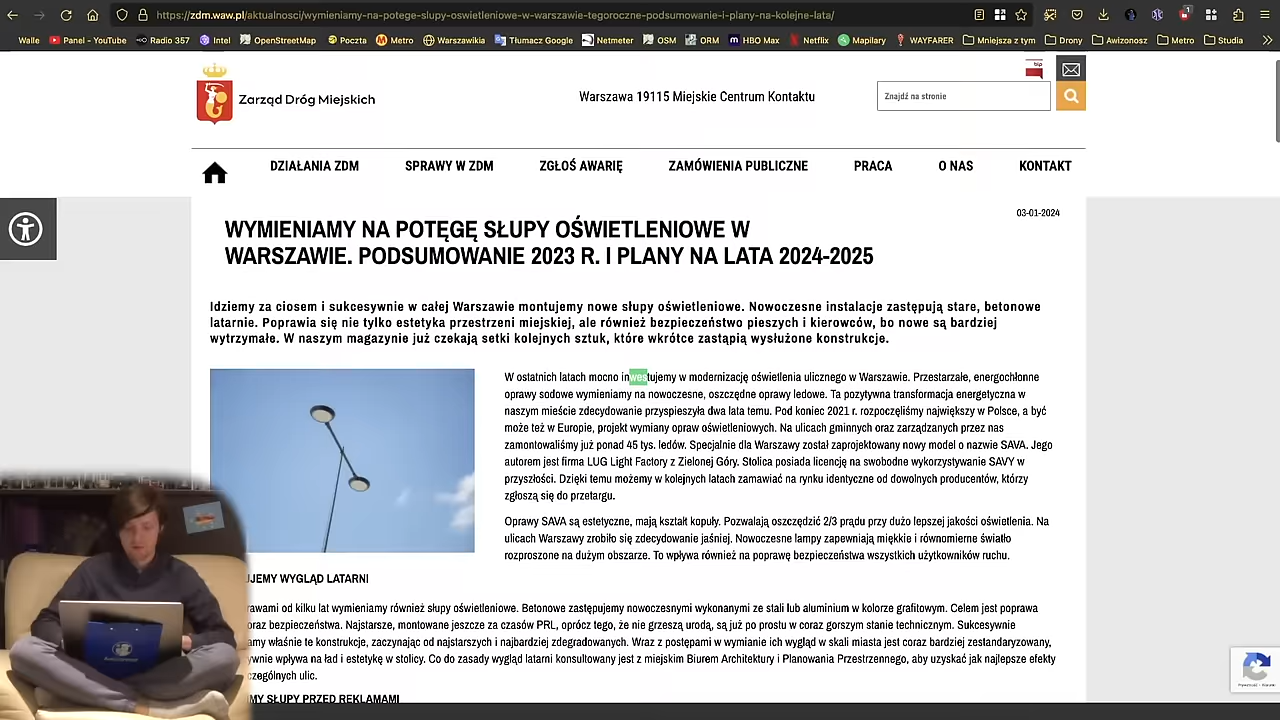 https://zdm.waw.pl/aktualnosci/wymieniamy-na-potege-slupy-oswietleniowe-w-warszawie-tegoroczne-podsumowanie-i-plany-na-kolejne-lata/
Walle Panel - YouTube Radio 357 Intel OpenStreetMap Poczta Metro Warszawikia Tłumacz Google Netmeter OSM ORM HBO Max Netflix Mapilary WAYFARER Mniejsza z tym Drony Awizonosz Metro Studia
bip
Zarząd Dróg Miejskich
Warszawa 19115 Miejskie Centrum Kontaktu
Znajdź na stronie
DZIAŁANIA ZDM SPRAWY W ZDM ZGŁOŚ AWARIĘ ZAMÓWIENIA PUBLICZNE PRACA O NAS KONTAKT
03-01-2024
WYMIENIAMY NA POTĘGĘ SŁUPY OŚWIETLENIOWE W
WARSZAWIE. PODSUMOWANIE 2023 R. I PLANY NA LATA 2024-2025
Idziemy za ciosem i sukcesywnie w całej Warszawie montujemy nowe słupy oświetleniowe. Nowoczesne instalacje zastępują stare, betonowe
latarnie. Poprawia się nie tylko estetyka przestrzeni miejskiej, ale również bezpieczeństwo pieszych i kierowców, bo nowe są bardziej
wytrzymałe. W naszym magazynie już czekają setki kolejnych sztuk, które wkrótce zastąpią wysłużone konstrukcje.
W ostatnich latach mocno inwestujemy w modernizację oświetlenia ulicznego w Warszawie. Przestarzałe, energochłonne
oprawy sodowe wymieniamy na nowoczesne, oszczędne oprawy ledowe. Ta pozytywna transformacja energetyczna w
naszym mieście zdecydowanie przyspieszyła dwa lata temu. Pod koniec 2021 r. rozpoczęliśmy największy w Polsce, a być
może też w Europie, projekt wymiany opraw oświetleniowych. Na ulicach gminnych oraz zarządzanych przez nas
zamontowaliśmy już ponad 45 tys. ledów. Specjalnie dla Warszawy został zaprojektowany nowy model o nazwie SAVA. Jego
autorem jest firma LUG Light Factory z Zielonej Góry. Stolica posiada licencję na swobodne wykorzystywanie SAVY w
przyszłości. Dzięki temu możemy w kolejnych latach zamawiać na rynku identyczne od dowolnych producentów, którzy
zgłoszą się do przetargu.
Oprawy SAVA są estetyczne, mają kształt kopuły. Pozwalają oszczędzić 2/3 prądu przy dużo lepszej jakości oświetlenia. Na
ulicach Warszawy zrobiło się zdecydowanie jaśniej. Nowoczesne lampy zapewniają miękkie i równomierne światło
rozproszone na dużym obszarze. To wpływa również na poprawę bezpieczeństwa wszystkich użytkowników ruchu.
UJEMY WYGLĄD LATARNI
rawami od kilku lat wymieniamy również słupy oświetleniowe. Betonowe zastępujemy nowoczesnymi wykonanymi ze stali lub aluminium w kolorze grafitowym. Celem jest poprawa
oraz bezpieczeństwa. Najstarsze, montowane jeszcze za czasów PRL, oprócz tego, że nie grzeszą urodą, są już po prostu w coraz gorszym stanie technicznym. Sukcesywnie
amy właśnie te konstrukcje, zaczynając od najstarszych i najbardziej zdegradowanych. Wraz z postępami w wymianie ich wygląd w skali miasta jest coraz bardziej zestandaryzowany,
ywnie wpływa na ład i estetykę w stolicy. Co do zasady wygląd latarni konsultowany jest z miejskim Biurem Architektury i Planowania Przestrzennego, aby uzyskać jak najlepsze efekty
czególnych ulic.
MY SŁUPY PRZED REKLAMAMI